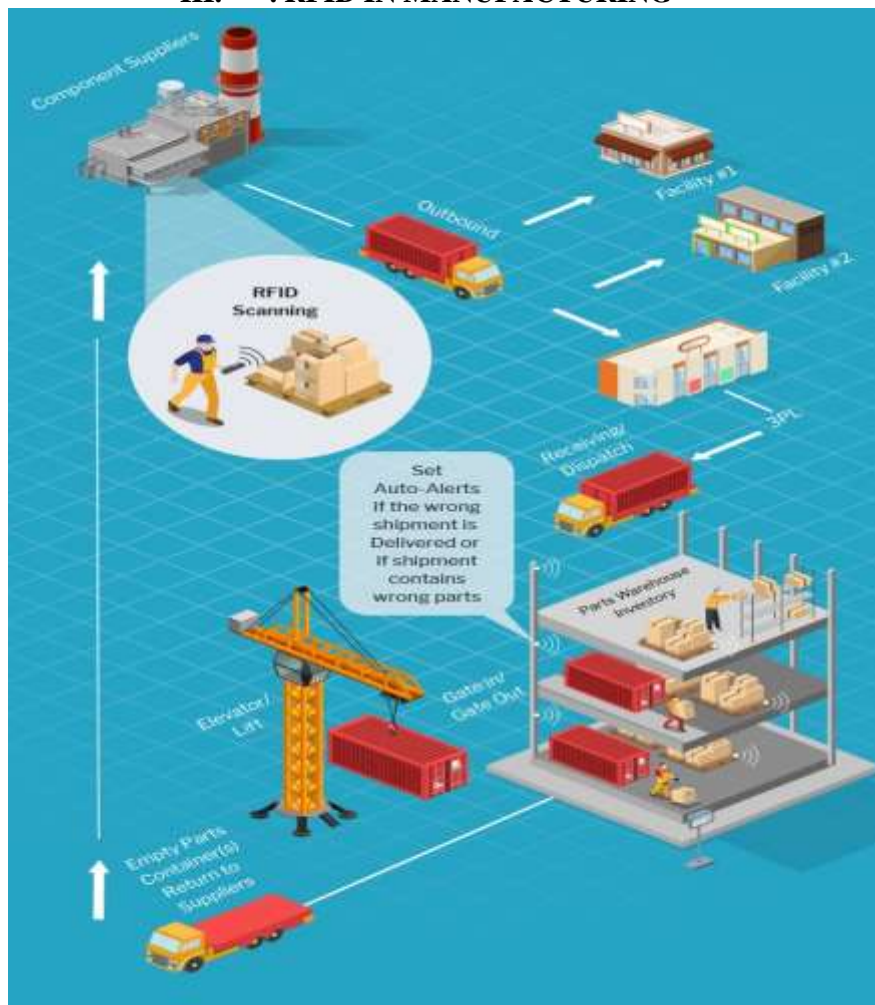 III. . RFID IN MANUFACTURING
Component Suppliers
Outbound
Facility #1
Facility #2
RFID
Scanning
3PL
Receiving/
Dispatch
Set
Auto-Alerts
if the wrong
shipment is
Delivered or
if shipment
contains
wrong parts
Parts Warehouse
Inventory
Gate in/
Gate Out
Elevator/
Lift
Empty Parts
Container(s)
Return to
Suppliers